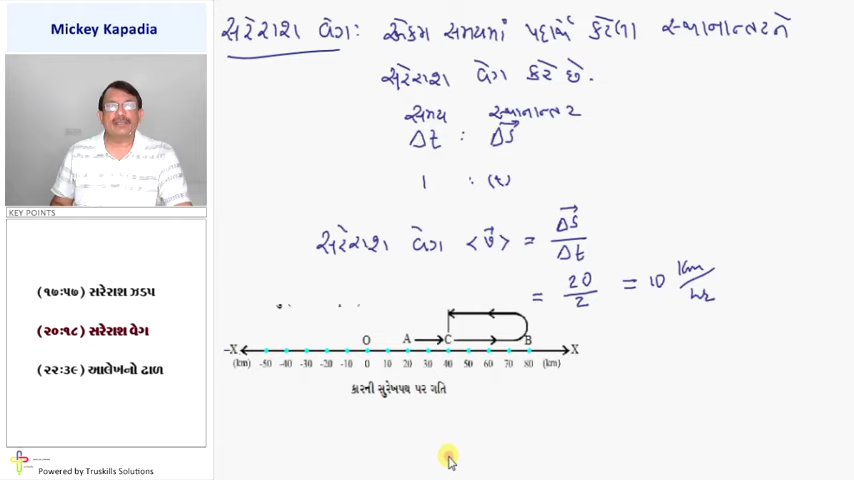 Mickey Kapadia
KEY POINTS
(૧૭:૫૭) સરેરાશ ઝડપ
(૨૦:૧૮) સરેરાશ વેગ
(૨૨:૩૯) આલેખનો ઢાળ
Powered by Truskills Solutions
સરેરાશ વેગ: એકમ સમયમાં પદાર્થે કરેલા સ્થાનાન્તરને
સરેરાશ વેગ કહે છે.
સમય સ્થાનાન્તર
Δt : Δs⃗
1 : (?)
સરેરાશ વેગ <v⃗> = Δs⃗ / Δt
= 20 / 2 = 10 km/hr
O A C B
–X X
(km) -50 -40 -30 -20 -10 0 10 20 30 40 50 60 70 80 (km)
કારની સુરેખપથ પર ગતિ